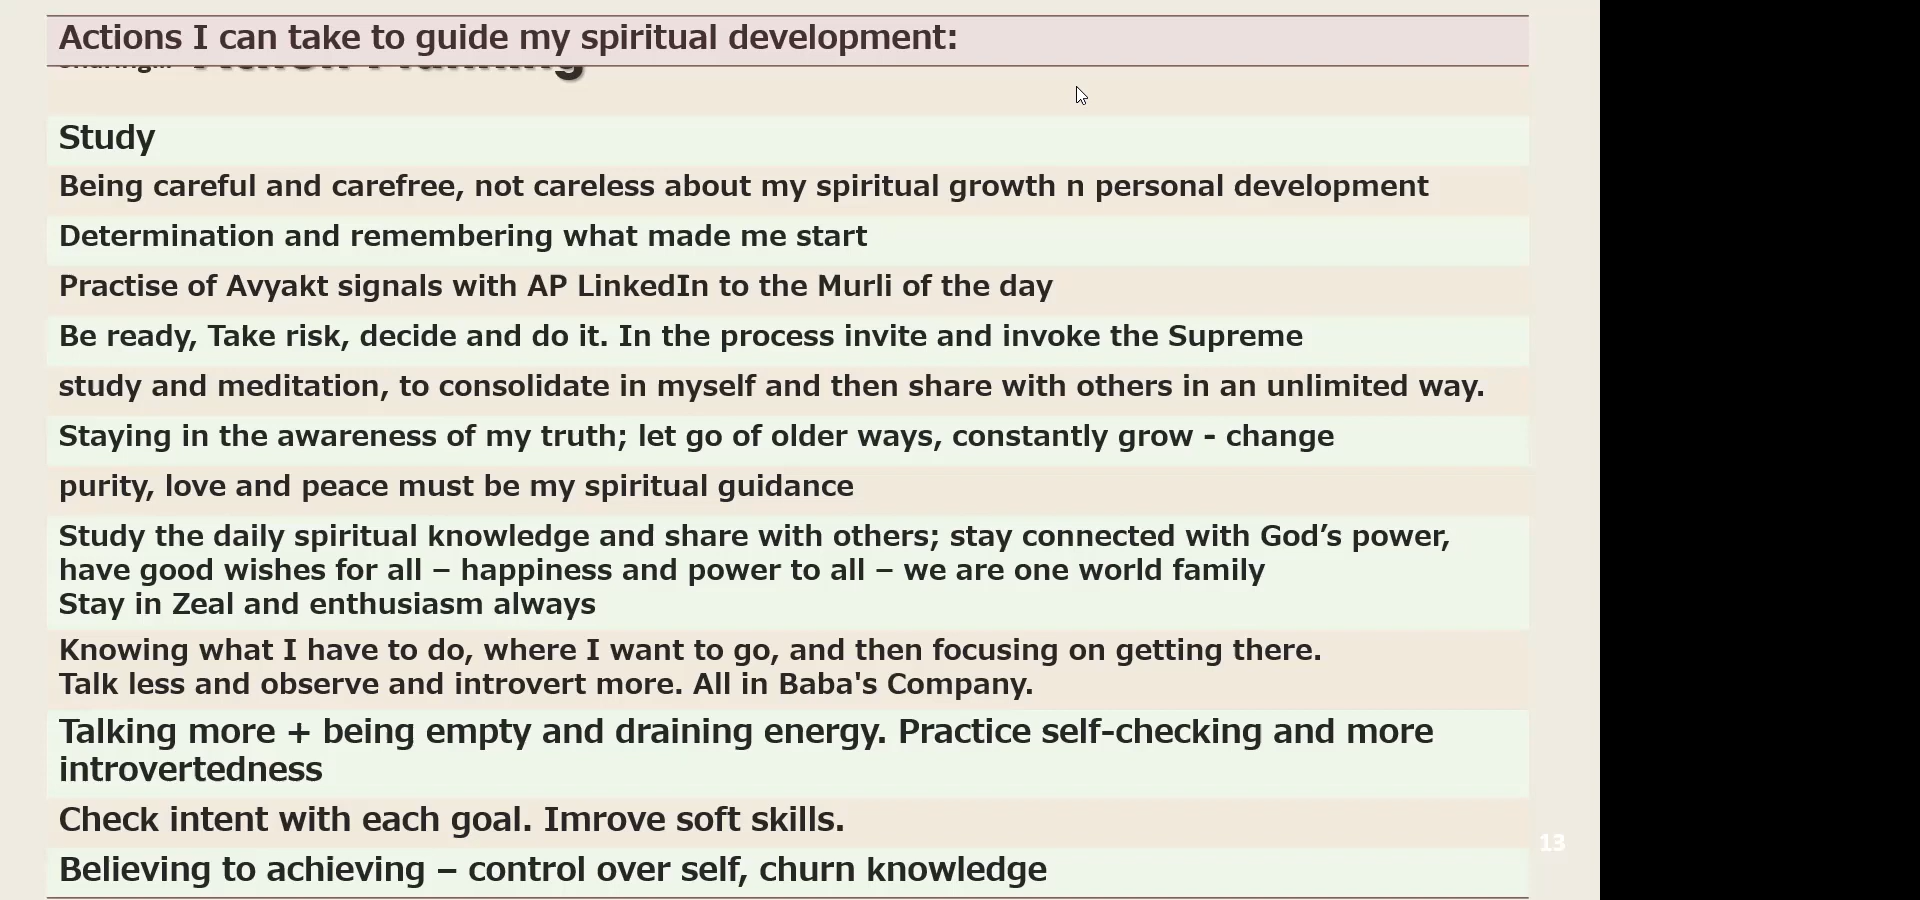 Actions I can take to guide my spiritual development:
Study
Being careful and carefree, not careless about my spiritual growth n personal development
Determination and remembering what made me start
Practise of Avyakt signals with AP LinkedIn to the Murli of the day
Be ready, Take risk, decide and do it. In the process invite and invoke the Supreme
study and meditation, to consolidate in myself and then share with others in an unlimited way.
Staying in the awareness of my truth; let go of older ways, constantly grow - change
purity, love and peace must be my spiritual guidance
Study the daily spiritual knowledge and share with others; stay connected with God’s power,
have good wishes for all – happiness and power to all – we are one world family
Stay in Zeal and enthusiasm always
Knowing what I have to do, where I want to go, and then focusing on getting there.
Talk less and observe and introvert more. All in Baba's Company.
Talking more + being empty and draining energy. Practice self-checking and more
introvertedness
Check intent with each goal. Imrove soft skills.
13
Believing to achieving – control over self, churn knowledge